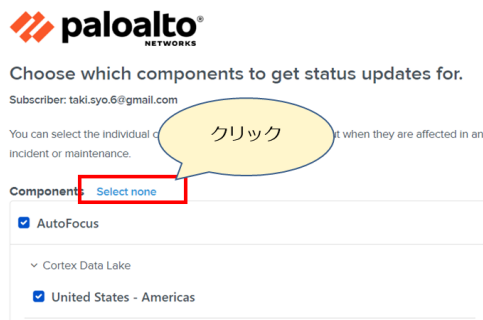 paloalto®
NETWORKS
Choose which components to get status updates for.
Subscriber: taki.syo.6@gmail.com
You can select the individual when they are affected in an
incident or maintenance.
クリック
Components Select none
AutoFocus
Cortex Data Lake
United States - Americas